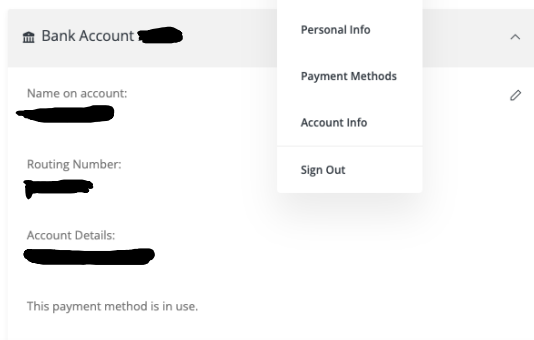 Bank Account
Name on account:
Routing Number:
Account Details:
This payment method is in use.
Personal Info
Payment Methods
Account Info
Sign Out